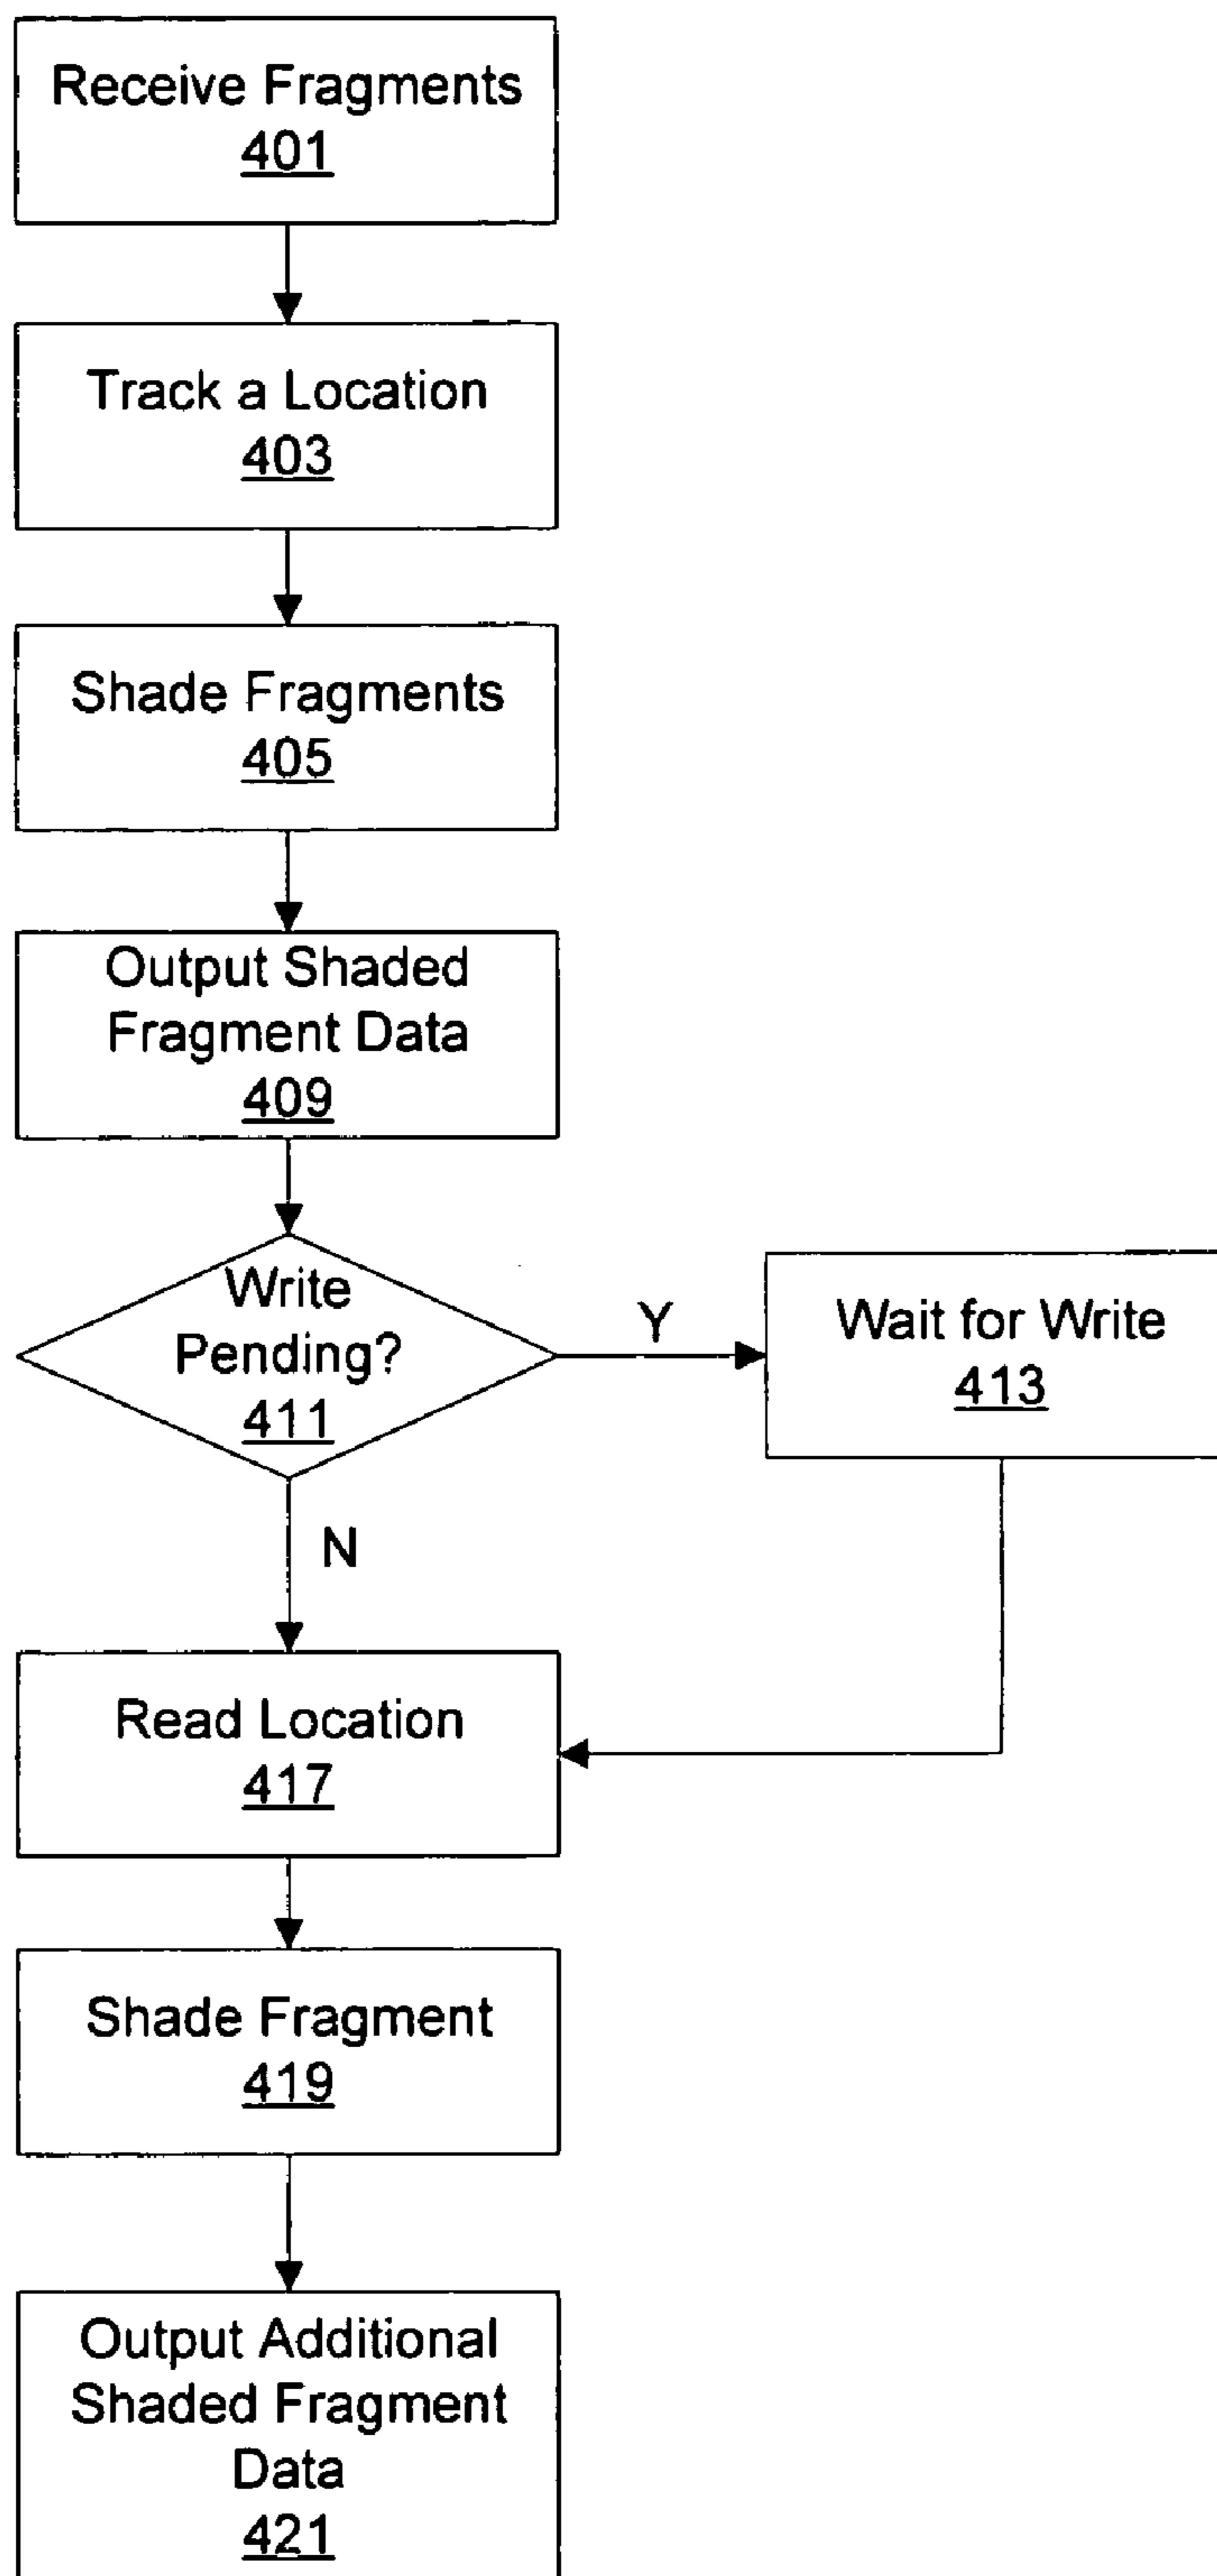 Receive Fragments
401
Track a Location
403
Shade Fragments
405
Output Shaded
Fragment Data
409
Write
Pending?
411
Y
Wait for Write
413
N
Read Location
417
Shade Fragment
419
Output Additional
Shaded Fragment
Data
421